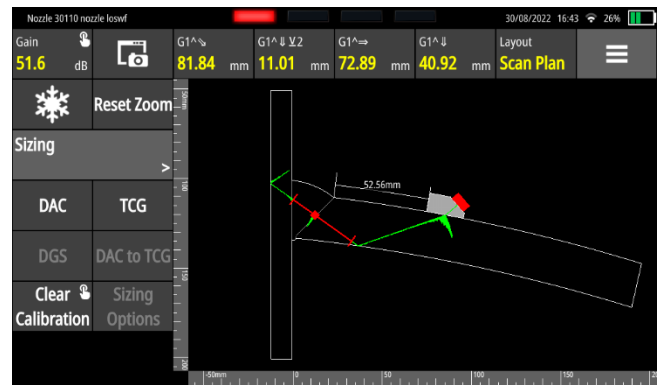 Nozzle 30110 nozzle loswf
30/08/2022 16:43 26%
Gain
51.6 dB
G1^⇘
81.84 mm
G1^⇓⊻2
11.01 mm
G1^⇒
72.89 mm
G1^⇓
40.92 mm
Layout
Scan Plan
Reset Zoom
Sizing
>
DAC
TCG
DGS
DAC to TCG
Clear
Calibration
Sizing
Options
52.56mm
50mm
100
150
200
-50mm
0
50
100
150